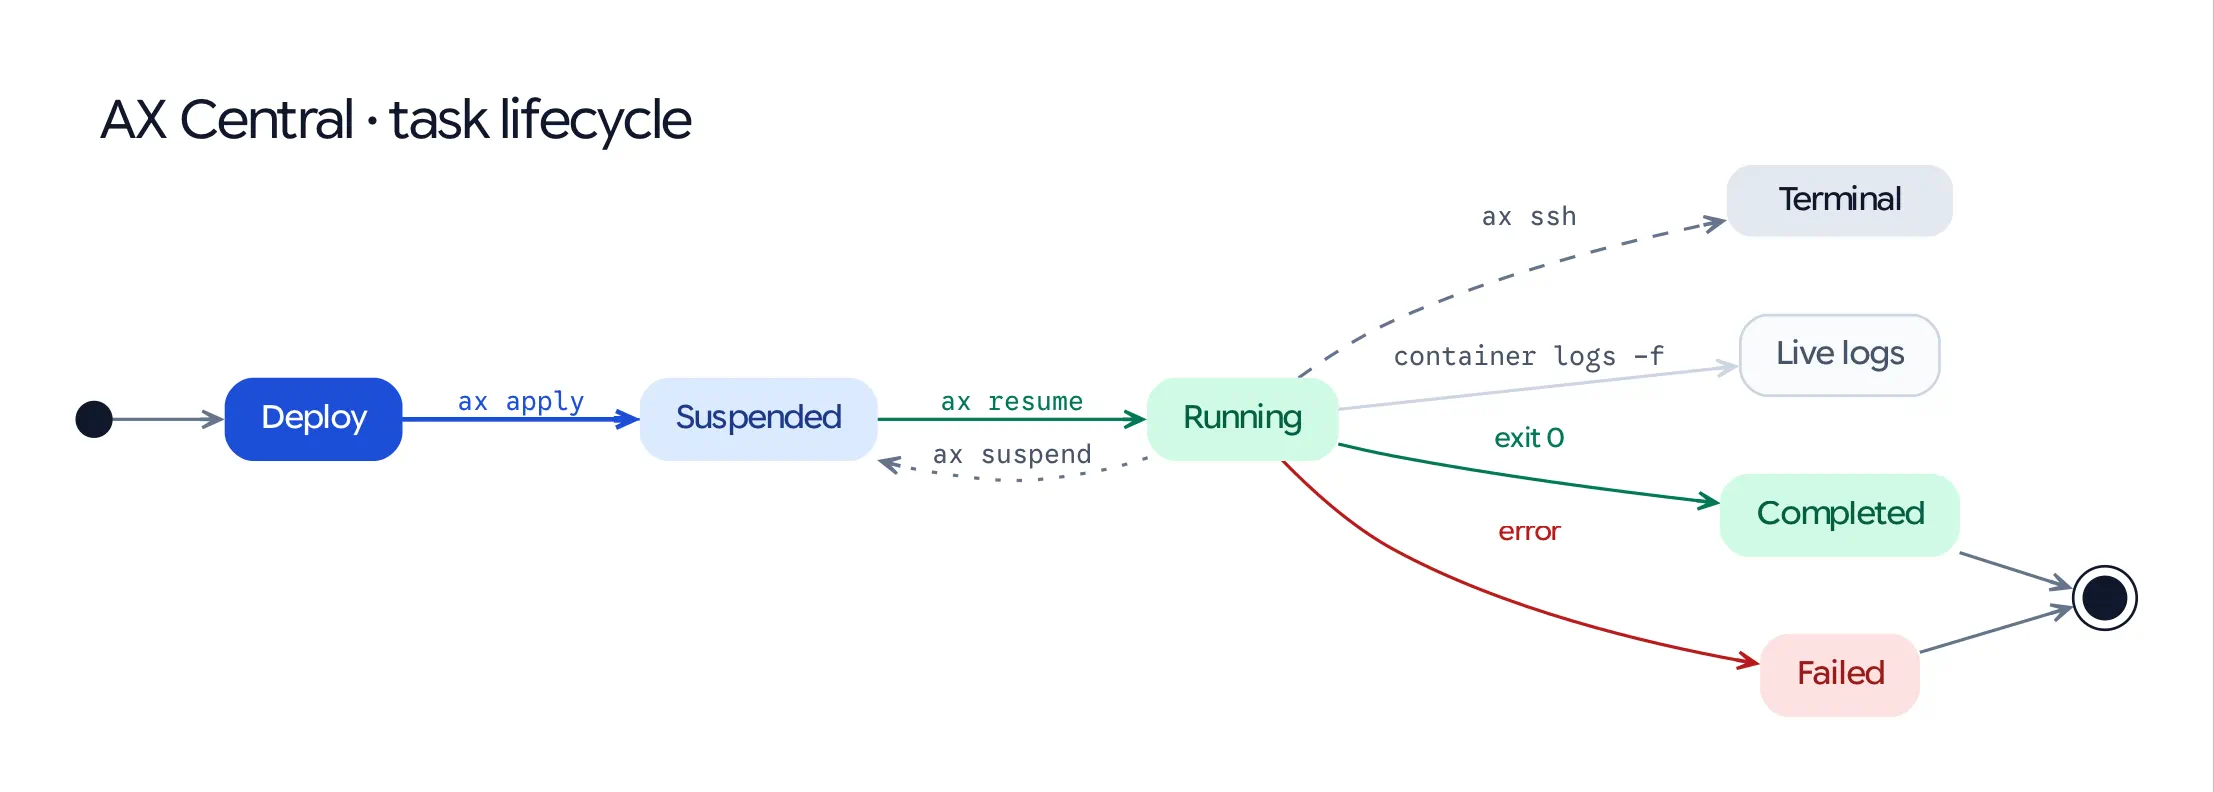 AX Central · task lifecycle
ax ssh
Terminal
container logs -f
Live logs
Deploy
ax apply
Suspended
ax resume
ax suspend
Running
exit 0
Completed
error
Failed